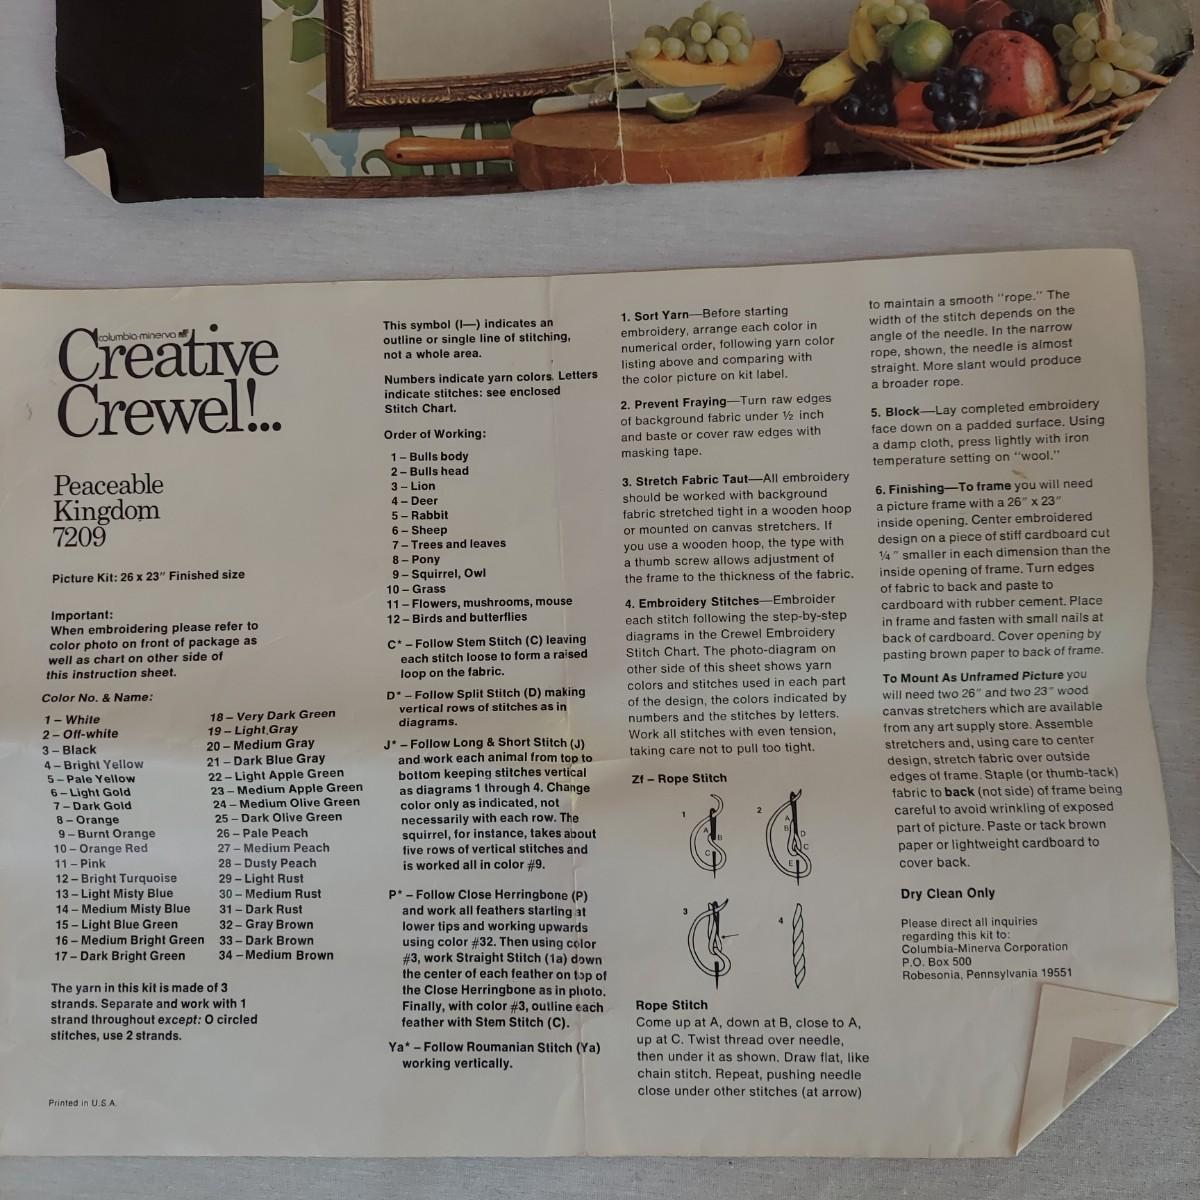 columbia-minerva
Creative
Crewel!...
Peaceable
Kingdom
7209
Picture Kit: 26 x 23" Finished size
Important:
When embroidering please refer to
color photo on front of package as
well as chart on other side of
this instruction sheet.
Color No. & Name:
1 – White
2 – Off-white
3 – Black
4 – Bright Yellow
5 – Pale Yellow
6 – Light Gold
7 – Dark Gold
8 – Orange
9 – Burnt Orange
10 – Orange Red
11 – Pink
12 – Bright Turquoise
13 – Light Misty Blue
14 – Medium Misty Blue
15 – Light Blue Green
16 – Medium Bright Green
17 – Dark Bright Green
18 – Very Dark Green
19 – Light Gray
20 – Medium Gray
21 – Dark Blue Gray
22 – Light Apple Green
23 – Medium Apple Green
24 – Medium Olive Green
25 – Dark Olive Green
26 – Pale Peach
27 – Medium Peach
28 – Dusty Peach
29 – Light Rust
30 – Medium Rust
31 – Dark Rust
32 – Gray Brown
33 – Dark Brown
34 – Medium Brown
The yarn in this kit is made of 3
strands. Separate and work with 1
strand throughout except: O circled
stitches, use 2 strands.
Printed in U.S.A.
This symbol (I—) indicates an
outline or single line of stitching,
not a whole area.
Numbers indicate yarn colors. Letters
indicate stitches: see enclosed
Stitch Chart.
Order of Working:
1 – Bulls body
2 – Bulls head
3 – Lion
4 – Deer
5 – Rabbit
6 – Sheep
7 – Trees and leaves
8 – Pony
9 – Squirrel, Owl
10 – Grass
11 – Flowers, mushrooms, mouse
12 – Birds and butterflies
C* – Follow Stem Stitch (C) leaving
each stitch loose to form a raised
loop on the fabric.
D* – Follow Split Stitch (D) making
vertical rows of stitches as in
diagrams.
J* – Follow Long & Short Stitch (J)
and work each animal from top to
bottom keeping stitches vertical
as diagrams 1 through 4. Change
color only as indicated, not
necessarily with each row. The
squirrel, for instance, takes about
five rows of vertical stitches and
is worked all in color #9.
P* – Follow Close Herringbone (P)
and work all feathers starting at
lower tips and working upwards
using color #32. Then using color
#3, work Straight Stitch (1a) down
the center of each feather on top of
the Close Herringbone as in photo.
Finally, with color #3, outline each
feather with Stem Stitch (C).
Ya* – Follow Roumanian Stitch (Ya)
working vertically.
1. Sort Yarn—Before starting
embroidery, arrange each color in
numerical order, following yarn color
listing above and comparing with
the color picture on kit label.
2. Prevent Fraying—Turn raw edges
of background fabric under ½ inch
and baste or cover raw edges with
masking tape.
3. Stretch Fabric Taut—All embroidery
should be worked with background
fabric stretched tight in a wooden hoop
or mounted on canvas stretchers. If
you use a wooden hoop, the type with
a thumb screw allows adjustment of
the frame to the thickness of the fabric.
4. Embroidery Stitches—Embroider
each stitch following the step-by-step
diagrams in the Crewel Embroidery
Stitch Chart. The photo-diagram on
other side of this sheet shows yarn
colors and stitches used in each part
of the design, the colors indicated by
numbers and the stitches by letters.
Work all stitches with even tension,
taking care not to pull too tight.
Zf – Rope Stitch
1
A
B
C
2
A
B
D
C
E
3
4
Rope Stitch
Come up at A, down at B, close to A,
up at C. Twist thread over needle,
then under it as shown. Draw flat, like
chain stitch. Repeat, pushing needle
close under other stitches (at arrow)
to maintain a smooth "rope." The
width of the stitch depends on the
angle of the needle. In the narrow
rope, shown, the needle is almost
straight. More slant would produce
a broader rope.
5. Block—Lay completed embroidery
face down on a padded surface. Using
a damp cloth, press lightly with iron
temperature setting on "wool."
6. Finishing—To frame you will need
a picture frame with a 26" x 23"
inside opening. Center embroidered
design on a piece of stiff cardboard cut
¼" smaller in each dimension than the
inside opening of frame. Turn edges
of fabric to back and paste to
cardboard with rubber cement. Place
in frame and fasten with small nails at
back of cardboard. Cover opening by
pasting brown paper to back of frame.
To Mount As Unframed Picture you
will need two 26" and two 23" wood
canvas stretchers which are available
from any art supply store. Assemble
stretchers and, using care to center
design, stretch fabric over outside
edges of frame. Staple (or thumb-tack)
fabric to back (not side) of frame being
careful to avoid wrinkling of exposed
part of picture. Paste or tack brown
paper or lightweight cardboard to
cover back.
Dry Clean Only
Please direct all inquiries
regarding this kit to:
Columbia-Minerva Corporation
P.O. Box 500
Robesonia, Pennsylvania 19551